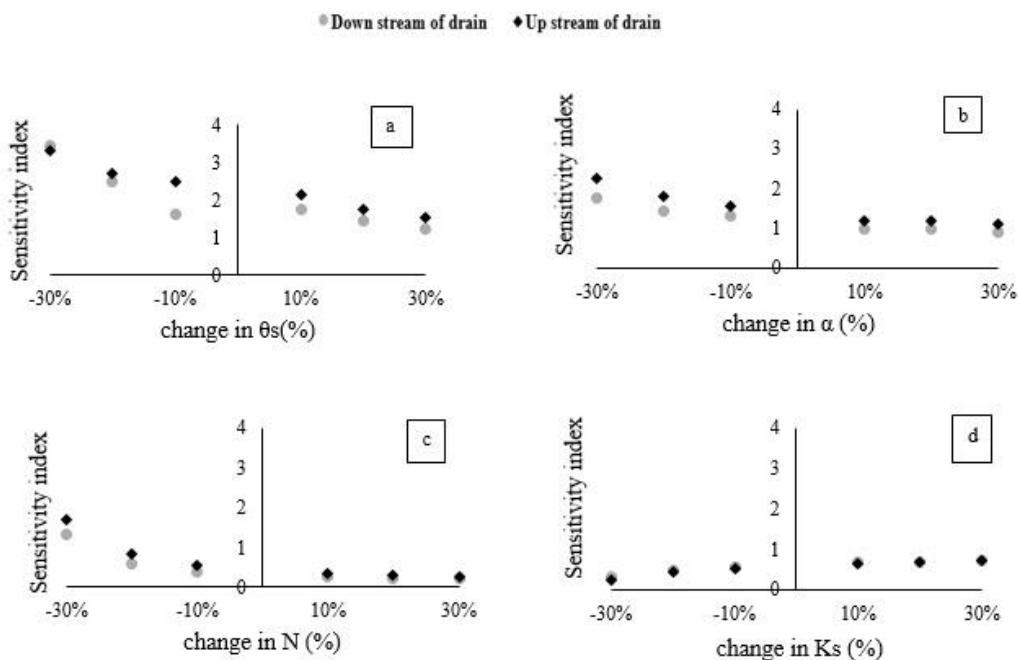 Down stream of drain Up stream of drain
Sensitivity index
4
3
2
1
0
-30% -10% 10% 30%
change in θs(%)
a
Sensitivity index
4
3
2
1
0
-30% -10% 10% 30%
change in α (%)
b
Sensitivity index
4
3
2
1
0
-30% -10% 10% 30%
change in N (%)
c
Sensitivity index
4
3
2
1
0
-30% -10% 10% 30%
change in Ks (%)
d